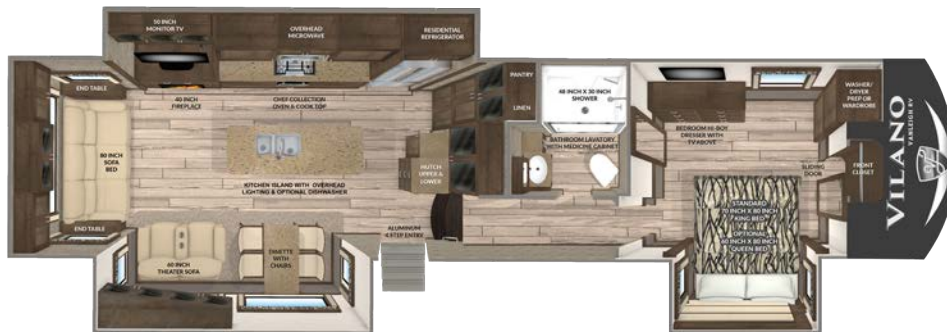 50 INCH
MONITOR TV
OVERHEAD
MICROWAVE
RESIDENTIAL
REFRIGERATOR
END TABLE
40 INCH
FIREPLACE
CHEF COLLECTION
OVEN & COOK TOP
PANTRY
LINEN
48 INCH X 30 INCH
SHOWER
WASHER/
DRYER
PREP OR
WARDROBE
80 INCH
SOFA
BED
HUTCH
UPPER &
LOWER
BATHROOM LAVATORY
WITH MEDICINE CABINET
BEDROOM HI-BOY
DRESSER WITH
TV ABOVE
SLIDING
DOOR
FRONT
CLOSET
VILANO
VANLEIGH RV
KITCHEN ISLAND WITH OVERHEAD
LIGHTING & OPTIONAL DISHWASHER
END TABLE
60 INCH
THEATER SOFA
DINETTE
WITH
CHAIRS
ALUMINUM
4 STEP ENTRY
STANDARD
70 INCH X 80 INCH
KING BED
OPTIONAL
60 INCH X 80 INCH
QUEEN BED